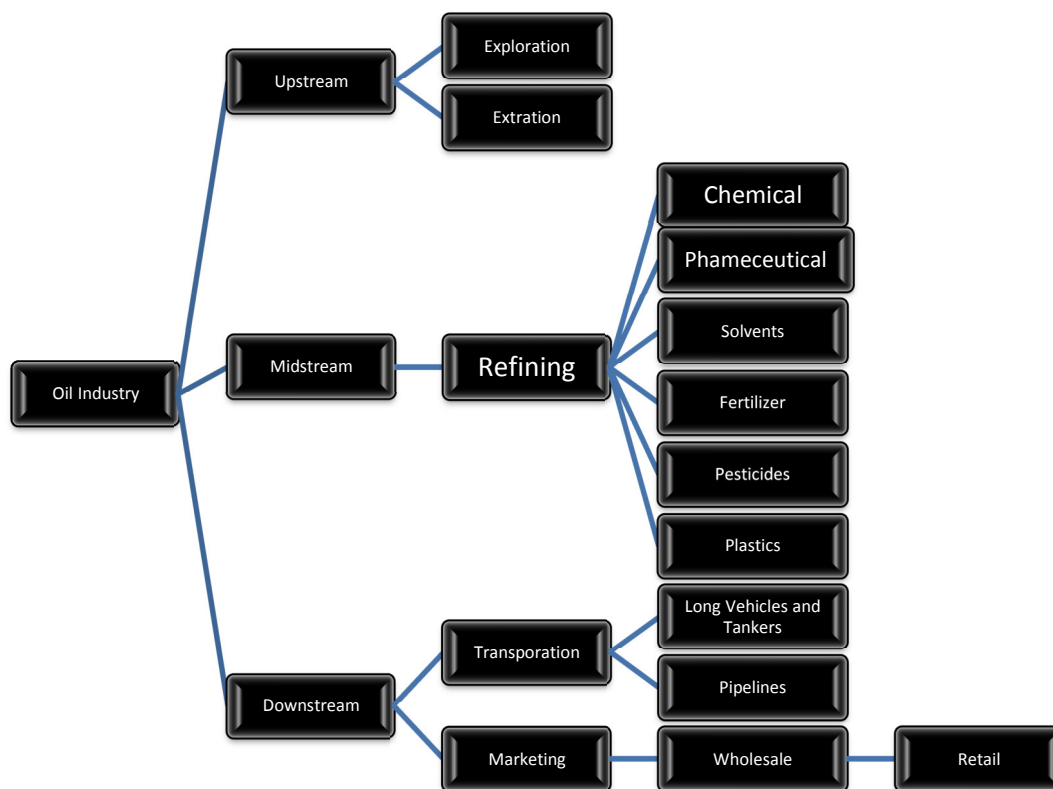 Exploration
Upstream
Extration
Chemical
Phameceutical
Solvents
Midstream
Refining
Oil Industry
Fertilizer
Pesticides
Plastics
Long Vehicles and
Tankers
Transporation
Pipelines
Downstream
Marketing
Wholesale
Retail